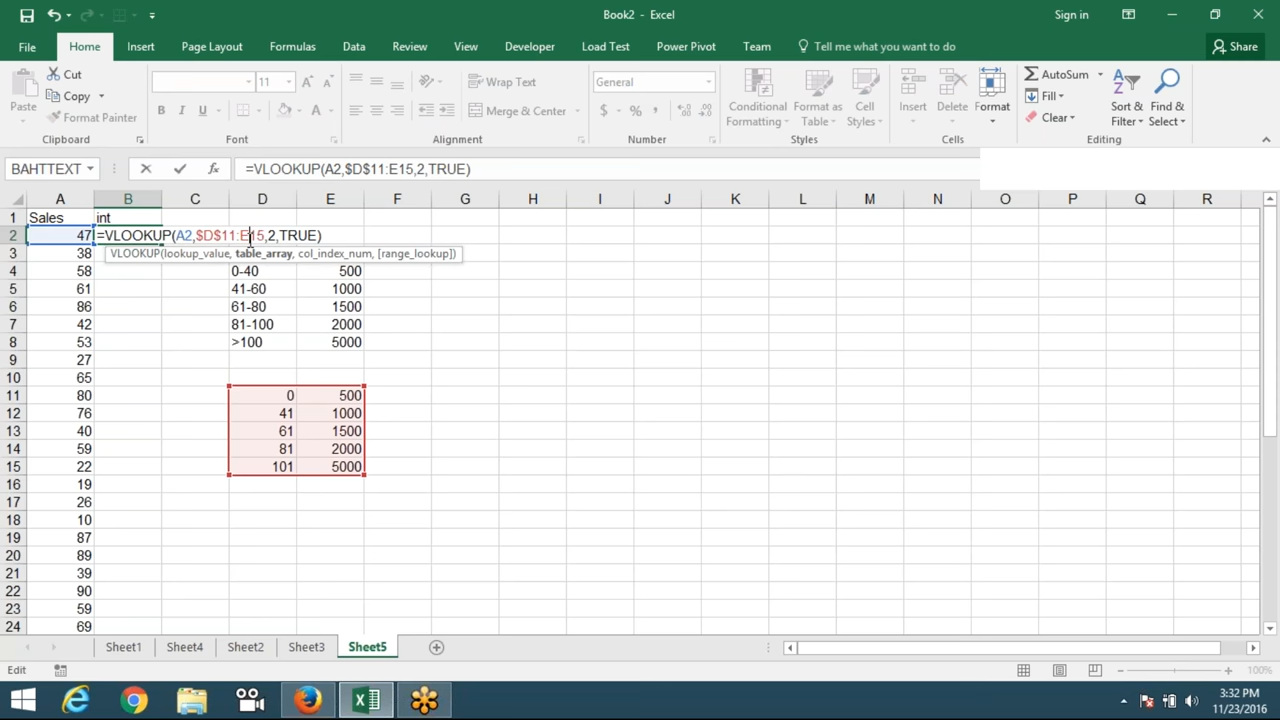 Book2 - Excel
Sign in
File Home Insert Page Layout Formulas Data Review View Developer Load Test Power Pivot Team Tell me what you want to do Share
Paste Cut Copy Format Painter
11
Wrap Text Merge & Center
General
$ % ,
Conditional Formatting Format as Table Cell Styles
Insert Delete Format
AutoSum Fill Clear
Sort & Filter Find & Select
Clipboard Font Alignment Number Styles Cells Editing
BAHTTEXT fx =VLOOKUP(A2,$D$11:E15,2,TRUE)
A B C D E F G H I J K L M N O P Q R
1 Sales int
2 47 =VLOOKUP(A2,$D$11:E15,2,TRUE)
VLOOKUP(lookup_value, table_array, col_index_num, [range_lookup])
3 38
4 58 0-40 500
5 61 41-60 1000
6 86 61-80 1500
7 42 81-100 2000
8 53 >100 5000
9 27
10 65
11 80 0 500
12 76 41 1000
13 40 61 1500
14 59 81 2000
15 22 101 5000
16 19
17 26
18 10
19 87
20 89
21 39
22 90
23 59
24 69
Sheet1 Sheet4 Sheet2 Sheet3 Sheet5
Edit 100%
3:32 PM
11/23/2016